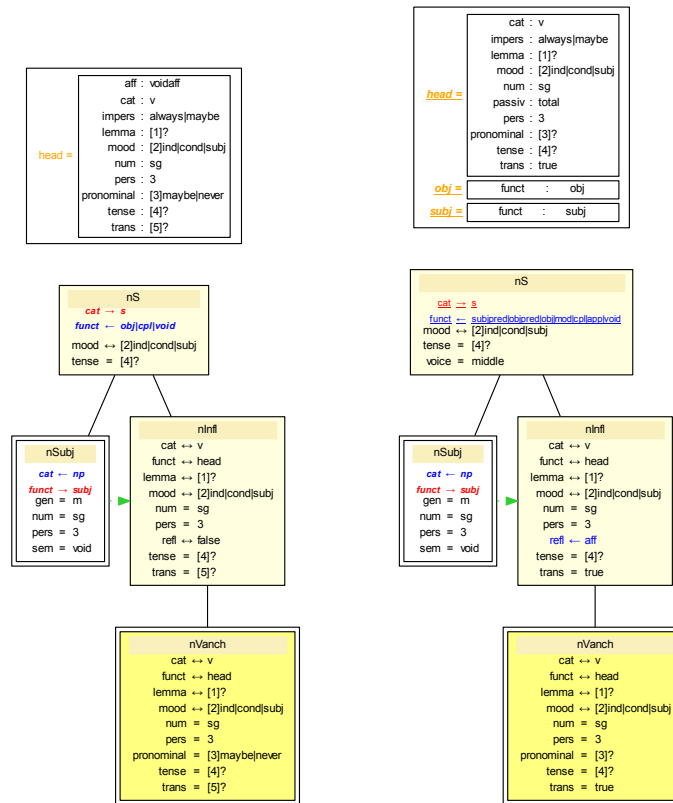 aff : voidaff
cat : v
impers : always|maybe
lemma : [1]?
mood : [2]ind|cond|subj
head =
num : sg
pers : 3
pronominal : [3]maybe|never
tense : [4]?
trans : [5]?
nS
cat → s
funct ← obj|cpl|void
mood ↔ [2]ind|cond|subj
tense = [4]?
nSubj
cat ← np
funct → subj
gen = m
num = sg
pers = 3
sem = void
nInfl
cat ↔ v
funct ↔ head
lemma ↔ [1]?
mood ↔ [2]ind|cond|subj
num = sg
pers = 3
refl ↔ false
tense = [4]?
trans = [5]?
nVanch
cat ↔ v
funct ↔ head
lemma ↔ [1]?
mood ↔ [2]ind|cond|subj
num = sg
pers = 3
pronominal = [3]maybe|never
tense = [4]?
trans = [5]?
cat : v
impers : always|maybe
lemma : [1]?
mood : [2]ind|cond|subj
head =
num : sg
passiv : total
pers : 3
pronominal : [3]?
tense : [4]?
trans : true
obj = funct : obj
subj = funct : subj
nS
cat → s
funct ← subjpred|objpred|obj|mod|cpl|app|void
mood ↔ [2]ind|cond|subj
tense = [4]?
voice = middle
nSubj
cat ← np
funct → subj
gen = m
num = sg
pers = 3
sem = void
nInfl
cat ↔ v
funct ↔ head
lemma ↔ [1]?
mood ↔ [2]ind|cond|subj
num = sg
pers = 3
refl ← aff
tense = [4]?
trans = true
nVanch
cat ↔ v
funct ↔ head
lemma ↔ [1]?
mood ↔ [2]ind|cond|subj
num = sg
pers = 3
pronominal = [3]?
tense = [4]?
trans = true